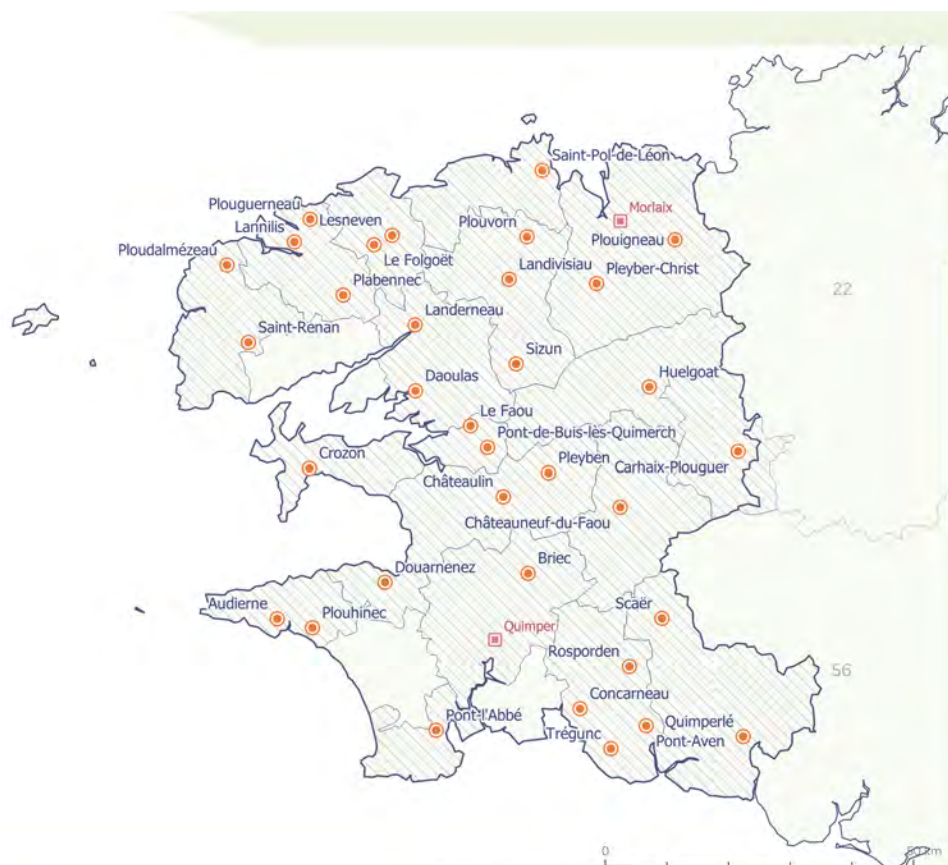 Saint-Pol-de-Léon
Plouguerneau
Morlaix
Lesneven
Lannilis
Plouvorn
Plouigneau
Ploudalmézeau
Le Folgoët
Landivisiau
Pleyber-Christ
Plabennec
22
Landerneau
Saint-Renan
Sizun
Huelgoat
Daoulas
Le Faou
Pont-de-Buis-lès-Quimerch
Crozon
Pleyben
Carhaix-Plouguer
Châteaulin
Châteauneuf-du-Faou
Briec
Douarnenez
Audierne
Scaër
Plouhinec
Quimper
Rosporden
56
Concarneau
Pont-l'Abbé
Quimperlé
Trégunc
Pont-Aven
0
50 km